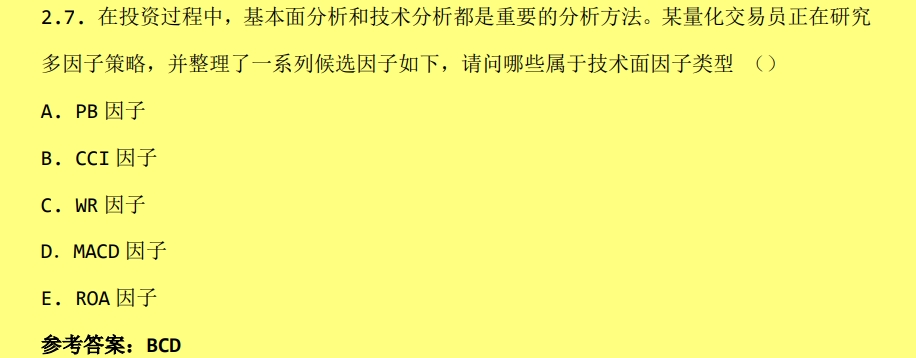 2.7. 在投资过程中，基本面分析和技术分析都是重要的分析方法。某量化交易员正在研究
多因子策略，并整理了一系列候选因子如下，请问哪些属于技术面因子类型 （）
A. PB 因子
B. CCI 因子
C. WR 因子
D. MACD 因子
E. ROA 因子
参考答案：BCD